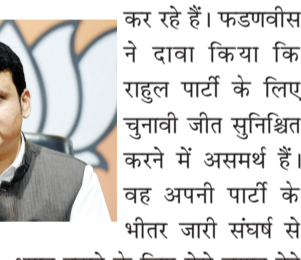 कर रहे हैं। फडणवीस
ने दावा किया कि
राहुल पार्टी के लिए
चुनावी जीत सुनिश्चित
करने में असमर्थ हैं।
वह अपनी पार्टी के
भीतर जारी संघर्ष से